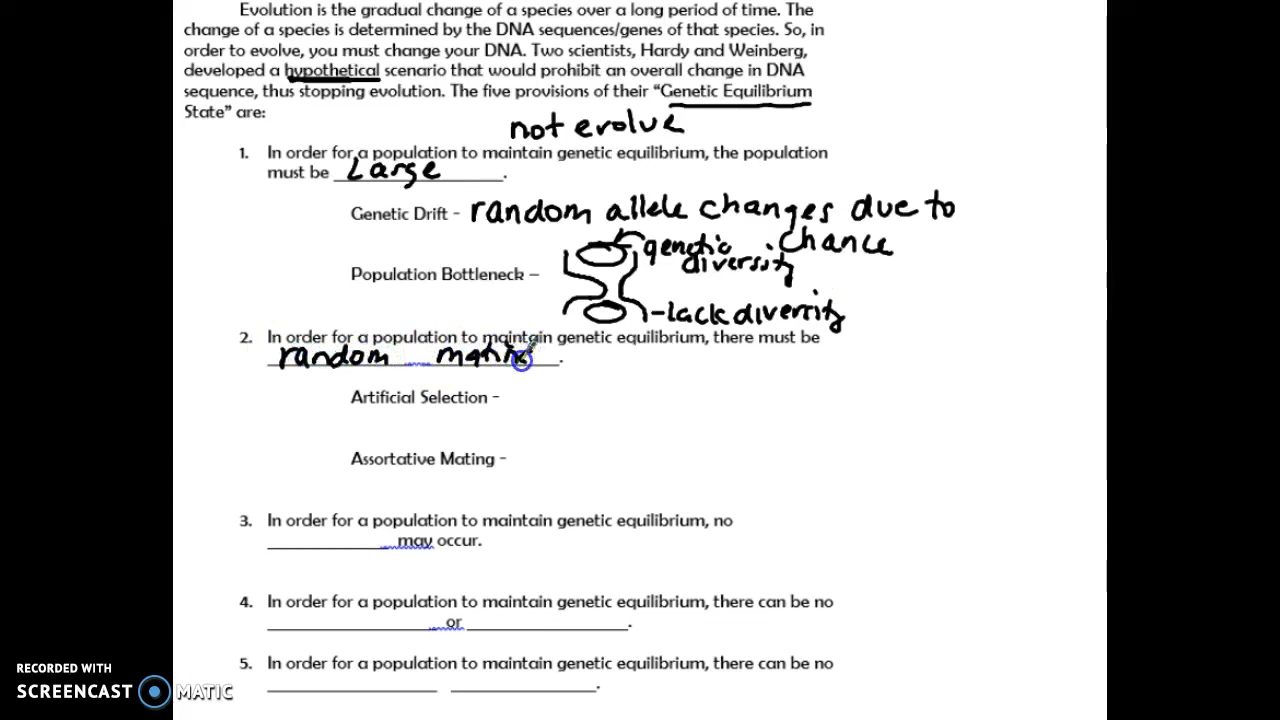 Evolution is the gradual change of a species over a long period of time. The
change of a species is determined by the DNA sequences/genes of that species. So, in
order to evolve, you must change your DNA. Two scientists, Hardy and Weinberg,
developed a hypothetical scenario that would prohibit an overall change in DNA
sequence, thus stopping evolution. The five provisions of their “Genetic Equilibrium
State” are:
not evolve
1. In order for a population to maintain genetic equilibrium, the population
must be Large.
Genetic Drift - random allele changes due to
chance
genetic
diversity
Population Bottleneck –
-lack diversity
2. In order for a population to maintain genetic equilibrium, there must be
random matin.
Artificial Selection -
Assortative Mating -
3. In order for a population to maintain genetic equilibrium, no
____________ may occur.
4. In order for a population to maintain genetic equilibrium, there can be no
________________ or ________________.
5. In order for a population to maintain genetic equilibrium, there can be no
________________ ______________.
RECORDED WITH
SCREENCAST MATIC